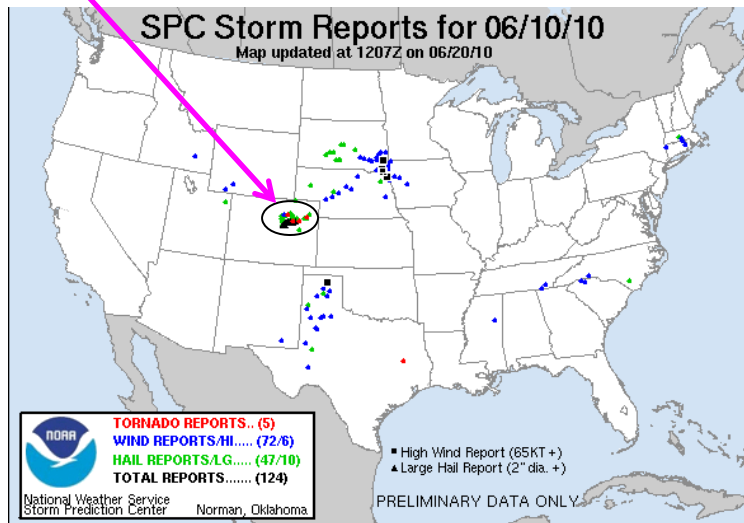 SPC Storm Reports for 06/10/10
Map updated at 1207Z on 06/20/10
NOAA
TORNADO REPORTS.. (5)
WIND REPORTS/HI..... (72/6)
HAIL REPORTS/LG..... (47/10)
TOTAL REPORTS....... (124)
National Weather Service
Storm Prediction Center Norman, Oklahoma
High Wind Report (65KT +)
Large Hail Report (2" dia. +)
PRELIMINARY DATA ONLY